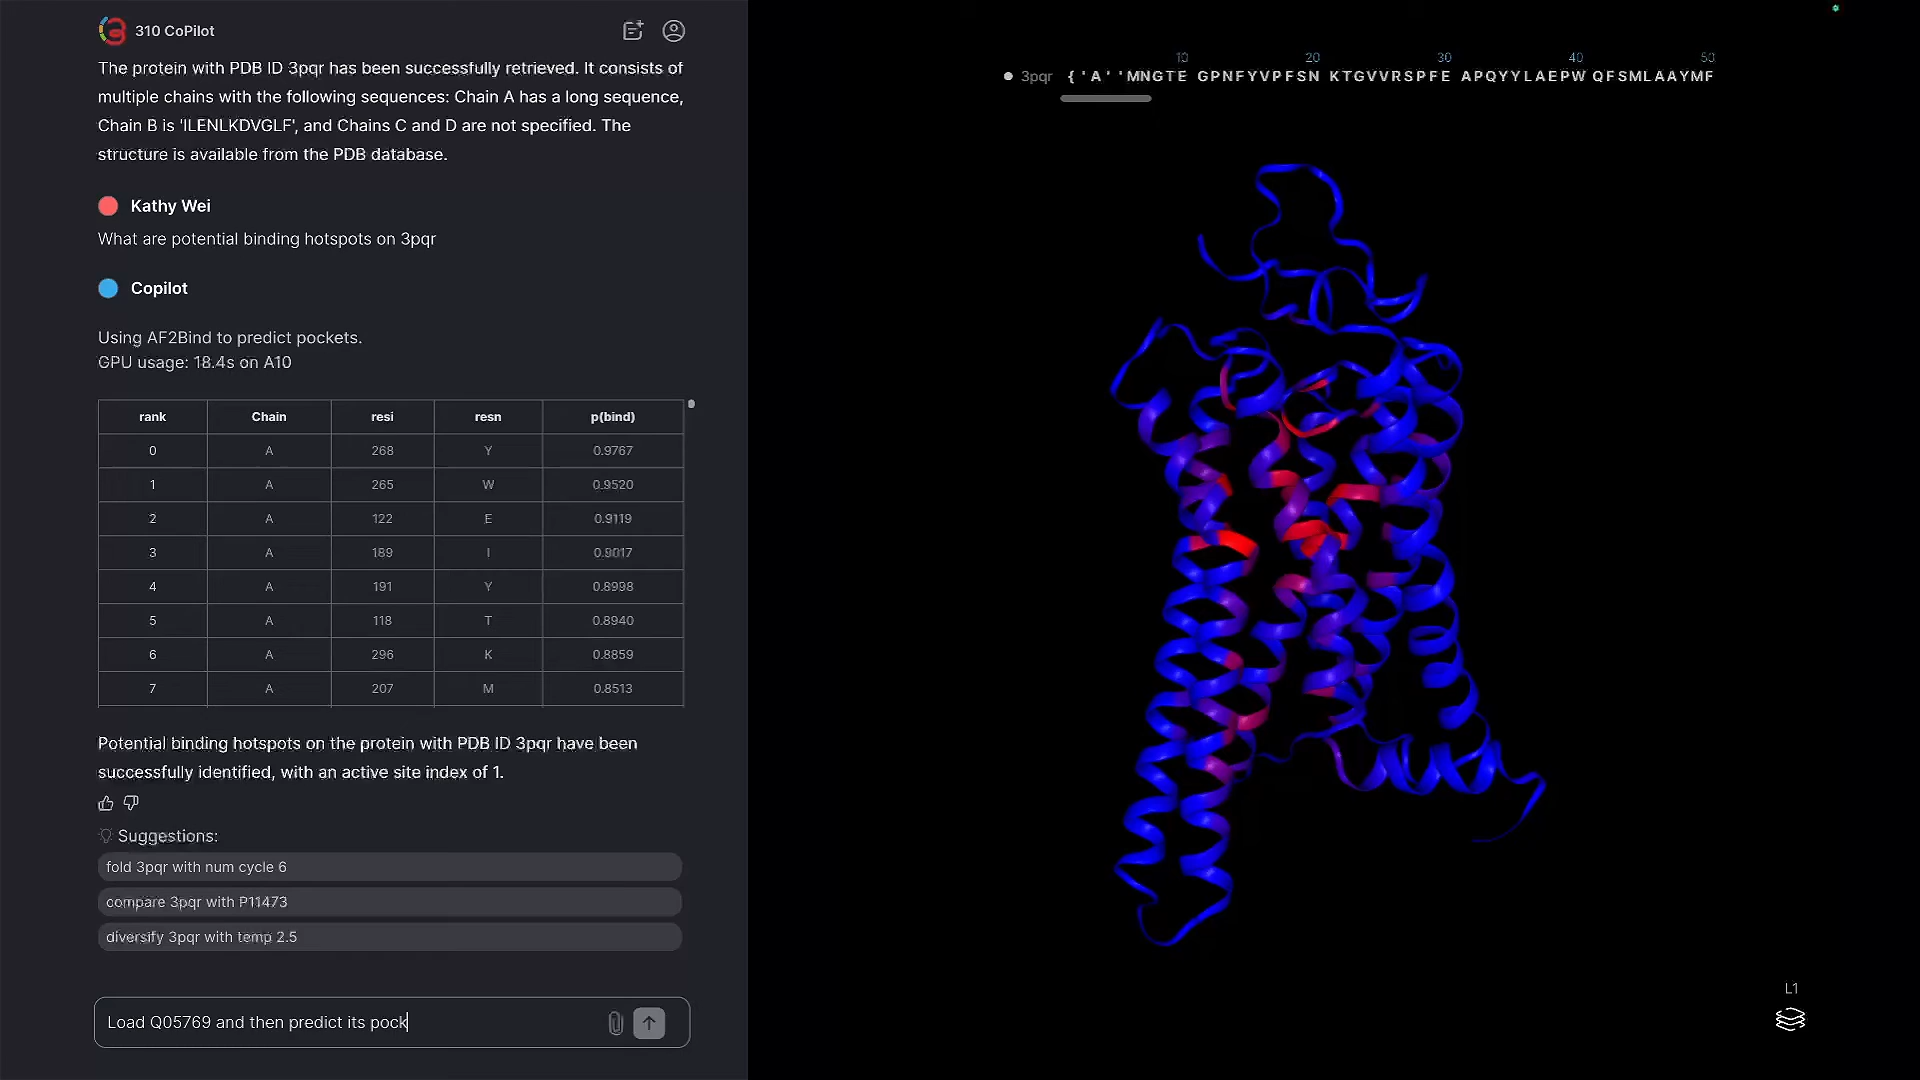 310 CoPilot
The protein with PDB ID 3pqr has been successfully retrieved. It consists of
multiple chains with the following sequences: Chain A has a long sequence,
Chain B is 'ILENLKDVGLF', and Chains C and D are not specified. The
structure is available from the PDB database.
Kathy Wei
What are potential binding hotspots on 3pqr
Copilot
Using AF2Bind to predict pockets.
GPU usage: 18.4s on A10
rank Chain resi resn p(bind)
0 A 268 Y 0.9767
1 A 265 W 0.9520
2 A 122 E 0.9119
3 A 189 I 0.9017
4 A 191 Y 0.8998
5 A 118 T 0.8940
6 A 296 K 0.8859
7 A 207 M 0.8513
Potential binding hotspots on the protein with PDB ID 3pqr have been
successfully identified, with an active site index of 1.
Suggestions:
fold 3pqr with num cycle 6
compare 3pqr with P11473
diversify 3pqr with temp 2.5
Load Q05769 and then predict its pock
10 20 30 40 50
3pqr {'A''MNGTE GPNFYVPFSN KTGVVRSPFE APQYYLAEPW QFSMLAAYMF
L1